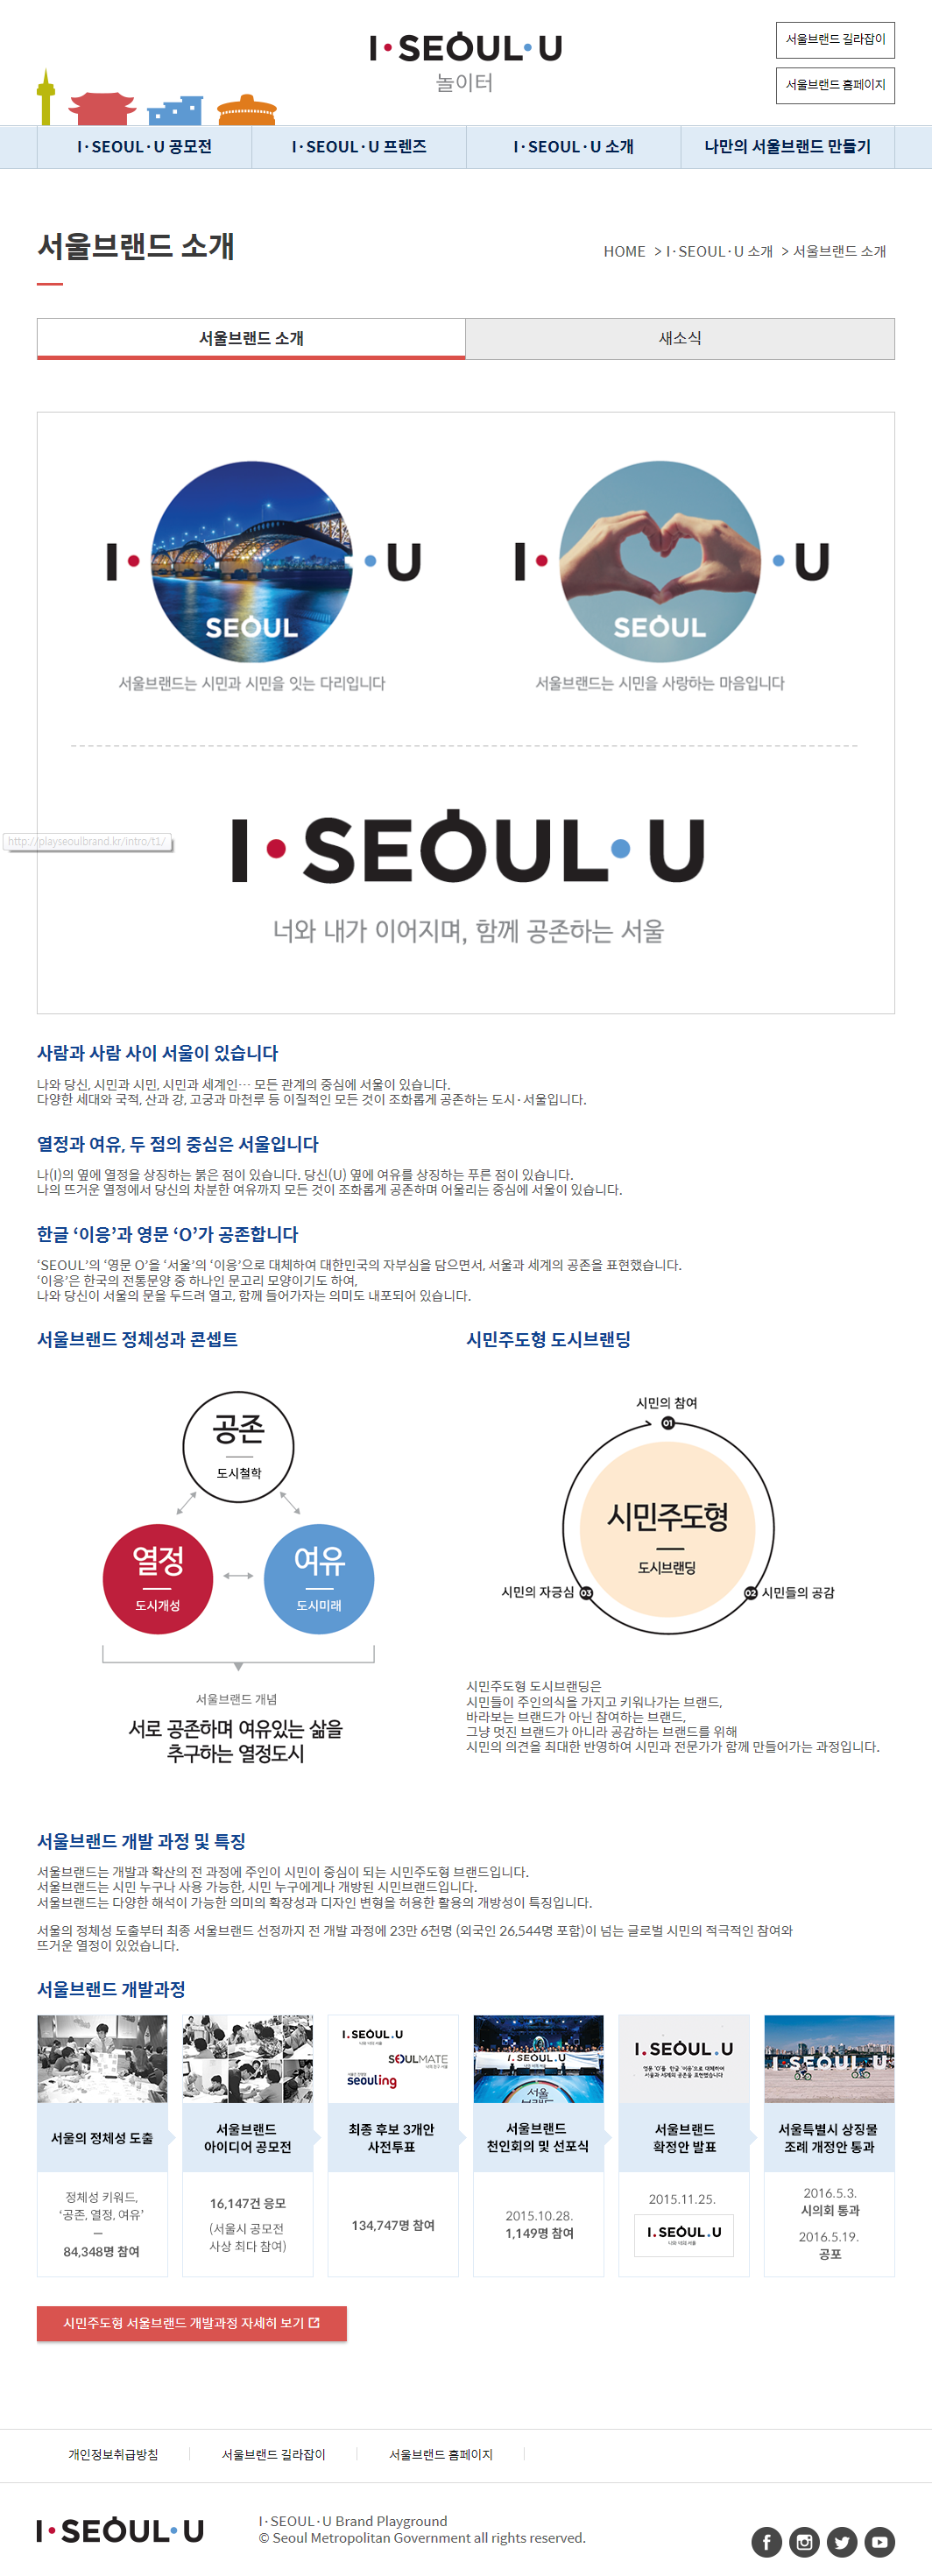 I·SEOUL·U
놀이터
서울브랜드 길라잡이
서울브랜드 홈페이지
I·SEOUL·U 공모전
I·SEOUL·U 프렌즈
I·SEOUL·U 소개
나만의 서울브랜드 만들기
서울브랜드 소개
HOME > I·SEOUL·U 소개 > 서울브랜드 소개
서울브랜드 소개
새소식
I·SEOUL·U
서울브랜드는 시민과 시민을 잇는 다리입니다
I·SEOUL·U
서울브랜드는 시민을 사랑하는 마음입니다
I·SEOUL·U
http://playseoulbrand.kr/intro/t1/
너와 내가 이어지며, 함께 공존하는 서울
사람과 사람 사이 서울이 있습니다
나와 당신, 시민과 시민, 시민과 세계인… 모든 관계의 중심에 서울이 있습니다.
다양한 세대와 국적, 산과 강, 고궁과 마천루 등 이질적인 모든 것이 조화롭게 공존하는 도시·서울입니다.
열정과 여유, 두 점의 중심은 서울입니다
나(I)의 옆에 열정을 상징하는 붉은 점이 있습니다. 당신(U) 옆에 여유를 상징하는 푸른 점이 있습니다.
나의 뜨거운 열정에서 당신의 차분한 여유까지 모든 것이 조화롭게 공존하며 어울리는 중심에 서울이 있습니다.
한글 ‘이응’과 영문 ‘O’가 공존합니다
‘SEOUL’의 ‘영문 O’을 ‘서울’의 ‘이응’으로 대체하여 대한민국의 자부심을 담으면서, 서울과 세계의 공존을 표현했습니다.
‘이응’은 한국의 전통문양 중 하나인 문고리 모양이기도 하여,
나와 당신이 서울의 문을 두드려 열고, 함께 들어가자는 의미도 내포되어 있습니다.
서울브랜드 정체성과 콘셉트
공존
도시철학
열정
도시개성
여유
도시미래
서울브랜드 개념
서로 공존하며 여유있는 삶을
추구하는 열정도시
시민주도형 도시브랜딩
시민의 참여
01
시민주도형
도시브랜딩
시민의 자긍심 03
02 시민들의 공감
시민주도형 도시브랜딩은
시민들이 주인의식을 가지고 키워나가는 브랜드,
바라보는 브랜드가 아닌 참여하는 브랜드,
그냥 멋진 브랜드가 아니라 공감하는 브랜드를 위해
시민의 의견을 최대한 반영하여 시민과 전문가가 함께 만들어가는 과정입니다.
서울브랜드 개발 과정 및 특징
서울브랜드는 개발과 확산의 전 과정에 주인이 시민이 중심이 되는 시민주도형 브랜드입니다.
서울브랜드는 시민 누구나 사용 가능한, 시민 누구에게나 개방된 시민브랜드입니다.
서울브랜드는 다양한 해석이 가능한 의미의 확장성과 디자인 변형을 허용한 활용의 개방성이 특징입니다.
서울의 정체성 도출부터 최종 서울브랜드 선정까지 전 개발 과정에 23만 6천명 (외국인 26,544명 포함)이 넘는 글로벌 시민의 적극적인 참여와
뜨거운 열정이 있었습니다.
서울브랜드 개발과정
서울의 정체성 도출
정체성 키워드,
‘공존, 열정, 여유’
–
84,348명 참여
서울브랜드
아이디어 공모전
16,147건 응모
(서울시 공모전
사상 최다 참여)
I·SEOUL·U
SEOULMATE
seouling
최종 후보 3개안
사전투표
134,747명 참여
I·SEOUL·U
서울
서울브랜드
천인회의 및 선포식
2015.10.28.
1,149명 참여
I·SEOUL·U
영문 ‘O’를 한글 ‘이응’으로 대체하여
서울과 세계의 공존을 표현했습니다
서울브랜드
확정안 발표
2015.11.25.
I·SEOUL·U
너와 나의 서울
I·SEOUL·U
서울특별시 상징물
조례 개정안 통과
2016.5.3.
시의회 통과
2016.5.19.
공포
시민주도형 서울브랜드 개발과정 자세히 보기
개인정보취급방침
서울브랜드 길라잡이
서울브랜드 홈페이지
I·SEOUL·U
I·SEOUL·U Brand Playground
© Seoul Metropolitan Government all rights reserved.